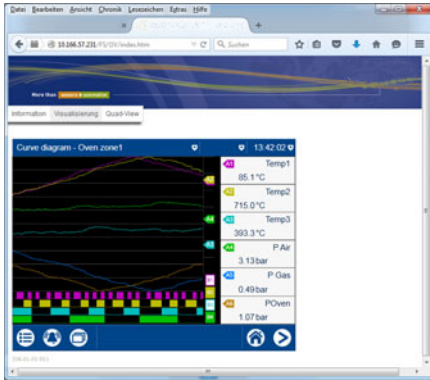 Datei Bearbeiten Ansicht Chronik Lesezeichen Extras Hilfe
10.166.57.231/FS/OV/index.htm
Suchen
More than sensors & automation
Information Visualisierung Quad-View
Curve diagram - Oven zone1 13:42:02
A1 Temp1
85.1°C
A2 Temp2
715.0°C
A3 Temp3
393.3°C
A4 P Air
3.13bar
A5 P Gas
0.49bar
A6 POven
1.07bar